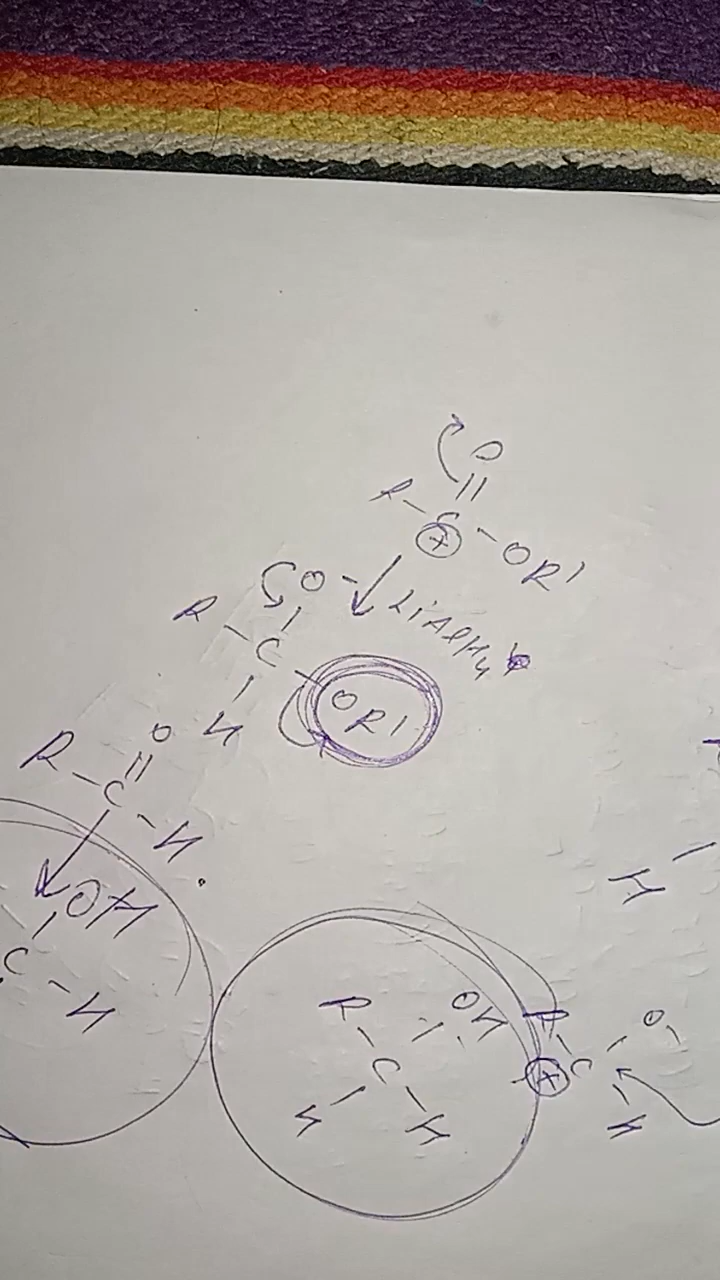 O
||
R-C-OR'
+
LiAlH4
O-
R-C-OR'
H
O
||
R-C-H
OH
C-H
H
R OH
C
H H
R O-
+ C
H